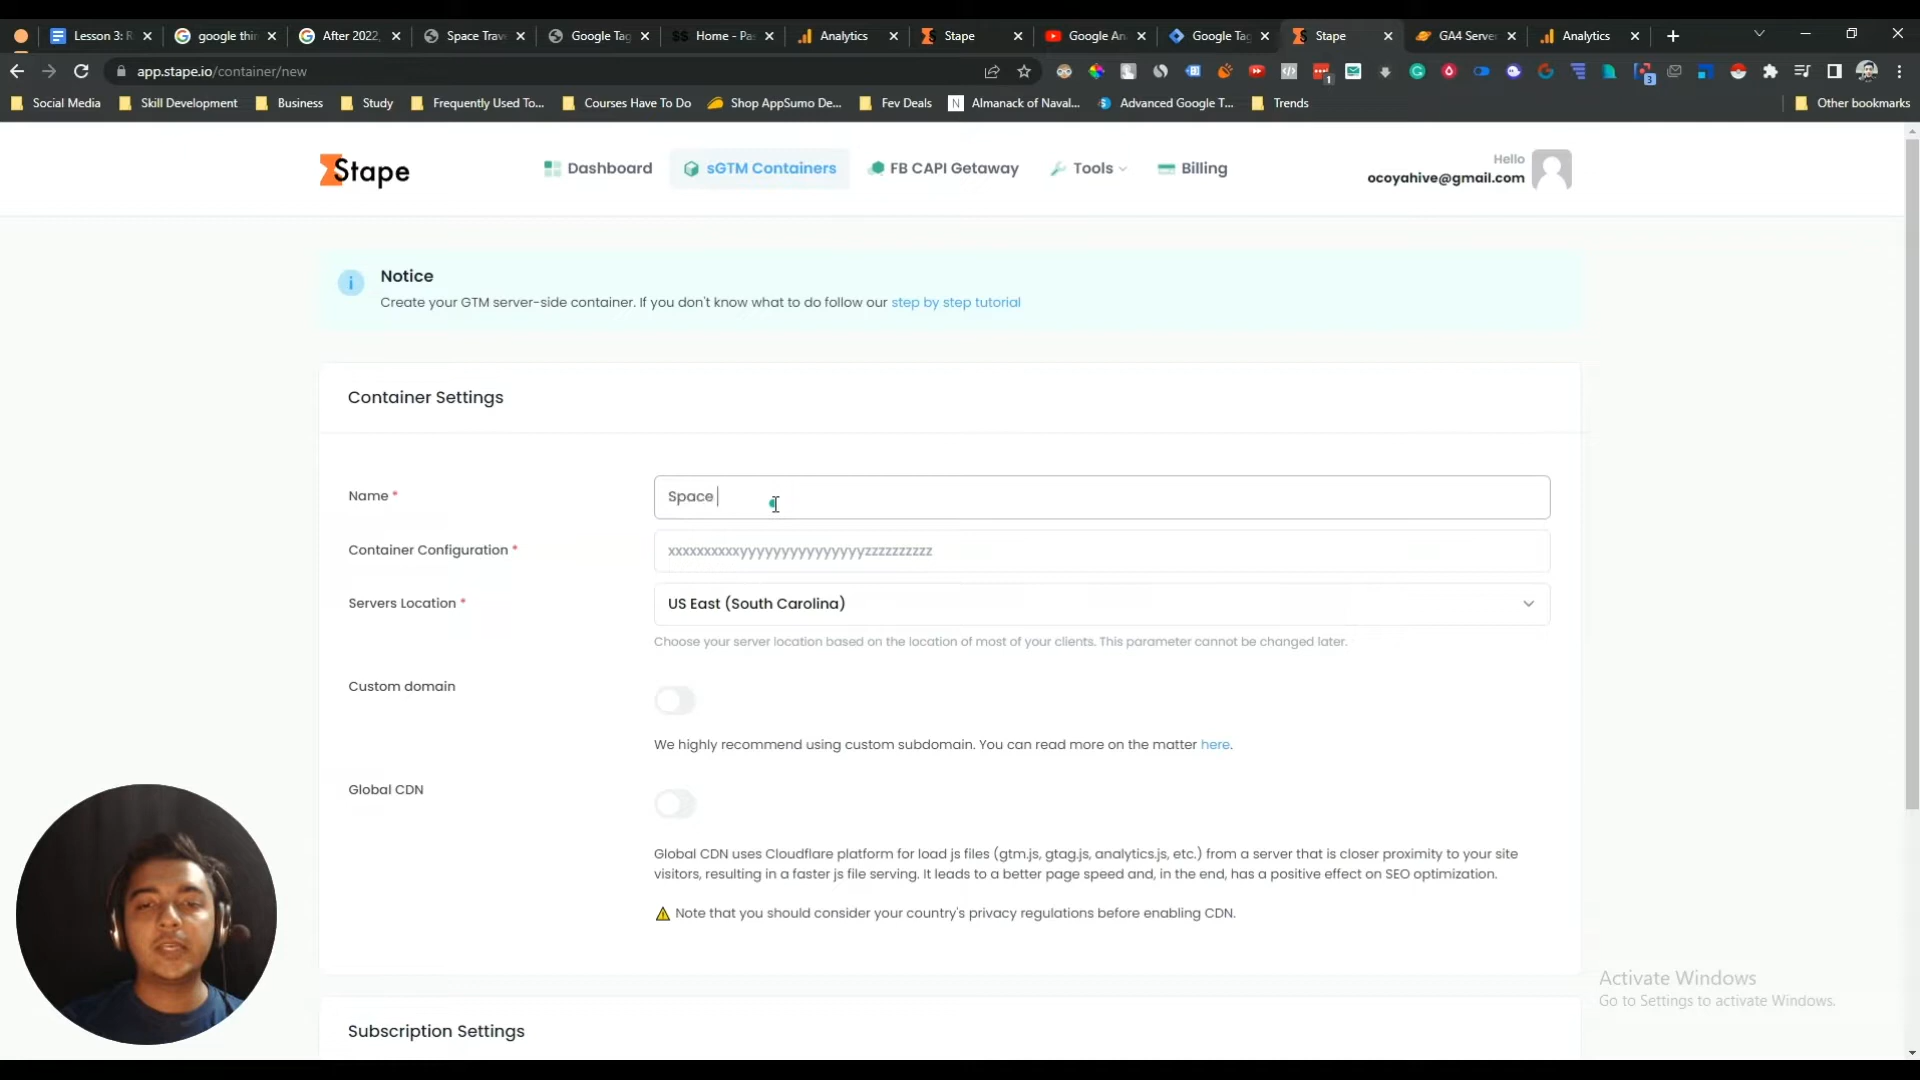 Lesson 3: R
google thin
After 2022,
Space Trav
Google Tag
Home - Pas
Analytics
Stape
Google An
Google Tag
Stape
GA4 Server
Analytics
app.stape.io/container/new
Social Media
Skill Development
Business
Study
Frequently Used To...
Courses Have To Do
Shop AppSumo De...
Fev Deals
Almanack of Naval...
Advanced Google T...
Trends
Other bookmarks
Stape
Dashboard
sGTM Containers
FB CAPI Getaway
Tools
Billing
Hello
ocoyahive@gmail.com
Notice
Create your GTM server-side container. If you don't know what to do follow our step by step tutorial
Container Settings
Name *
Space
Container Configuration *
xxxxxxxxxxyyyyyyyyyyyyyyyzzzzzzzzzz
Servers Location *
US East (South Carolina)
Choose your server location based on the location of most of your clients. This parameter cannot be changed later.
Custom domain
We highly recommend using custom subdomain. You can read more on the matter here.
Global CDN
Global CDN uses Cloudflare platform for load js files (gtm.js, gtag.js, analytics.js, etc.) from a server that is closer proximity to your site
visitors, resulting in a faster js file serving. It leads to a better page speed and, in the end, has a positive effect on SEO optimization.
Note that you should consider your country's privacy regulations before enabling CDN.
Activate Windows
Go to Settings to activate Windows.
Subscription Settings